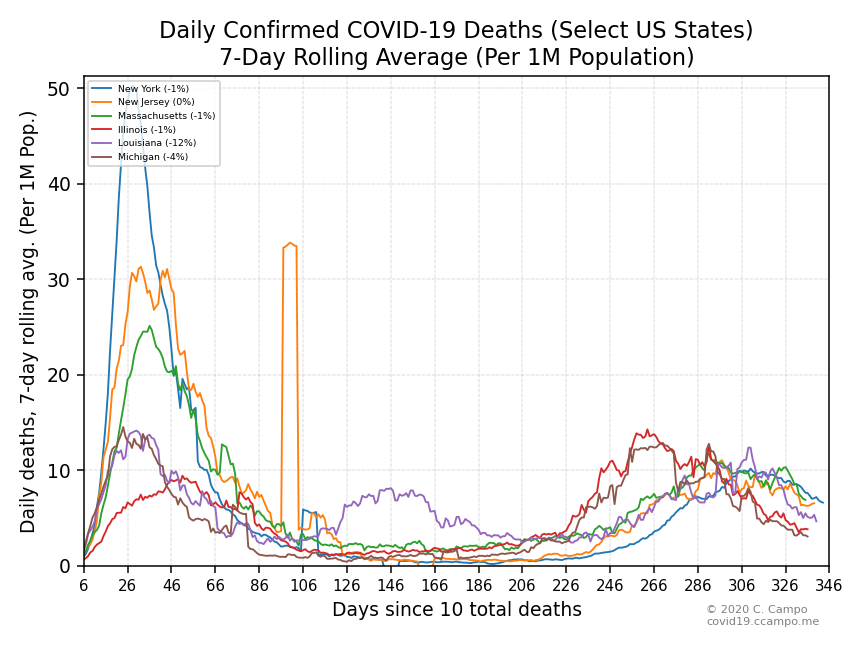 Daily Confirmed COVID-19 Deaths (Select US States)
7-Day Rolling Average (Per 1M Population)
Daily deaths, 7-day rolling avg. (Per 1M Pop.)
50
40
30
20
10
0
New York (-1%)
New Jersey (0%)
Massachusetts (-1%)
Illinois (-1%)
Louisiana (-12%)
Michigan (-4%)
6 26 46 66 86 106 126 146 166 186 206 226 246 266 286 306 326 346
Days since 10 total deaths
© 2020 C. Campo
covid19.ccampo.me